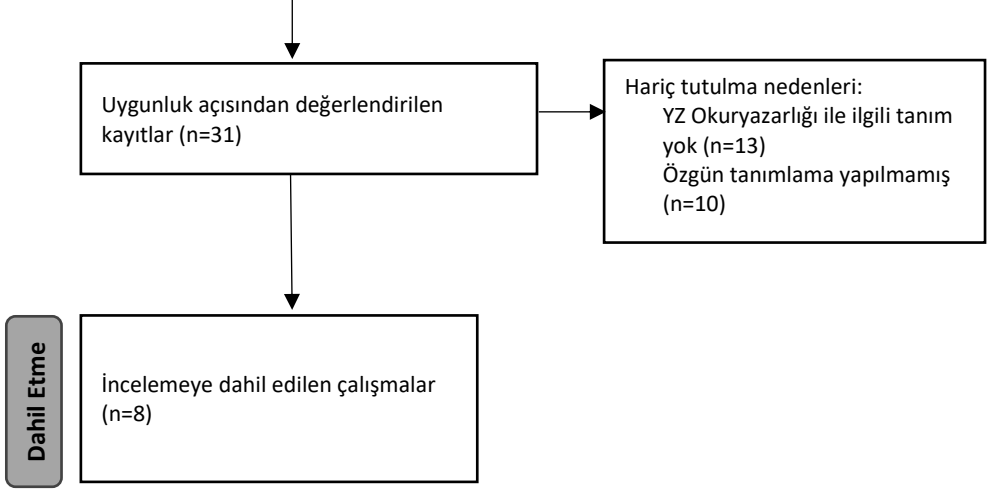 Uygunluk açısından değerlendirilen
kayıtlar (n=31)
Hariç tutulma nedenleri:
YZ Okuryazarlığı ile ilgili tanım
yok (n=13)
Özgün tanımlama yapılmamış
(n=10)
Dahil Etme
İncelemeye dahil edilen çalışmalar
(n=8)